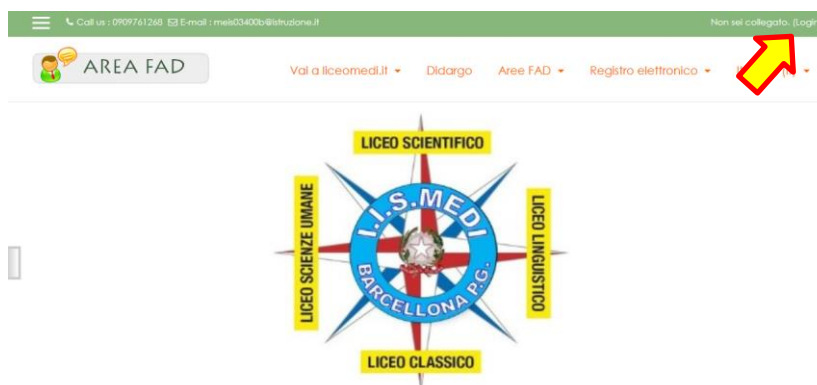 Call us : 0909761268 E-mail : meis03400b@istruzione.it
Non sei collegato. (Login
AREA FAD
Vai a liceomedi.it
Didargo
Aree FAD
Registro elettronico
LICEO SCIENTIFICO
LICEO SCIENZE UMANE
I.I.S. MEDI
BARCELLONA P.G.
LICEO LINGUISTICO
LICEO CLASSICO